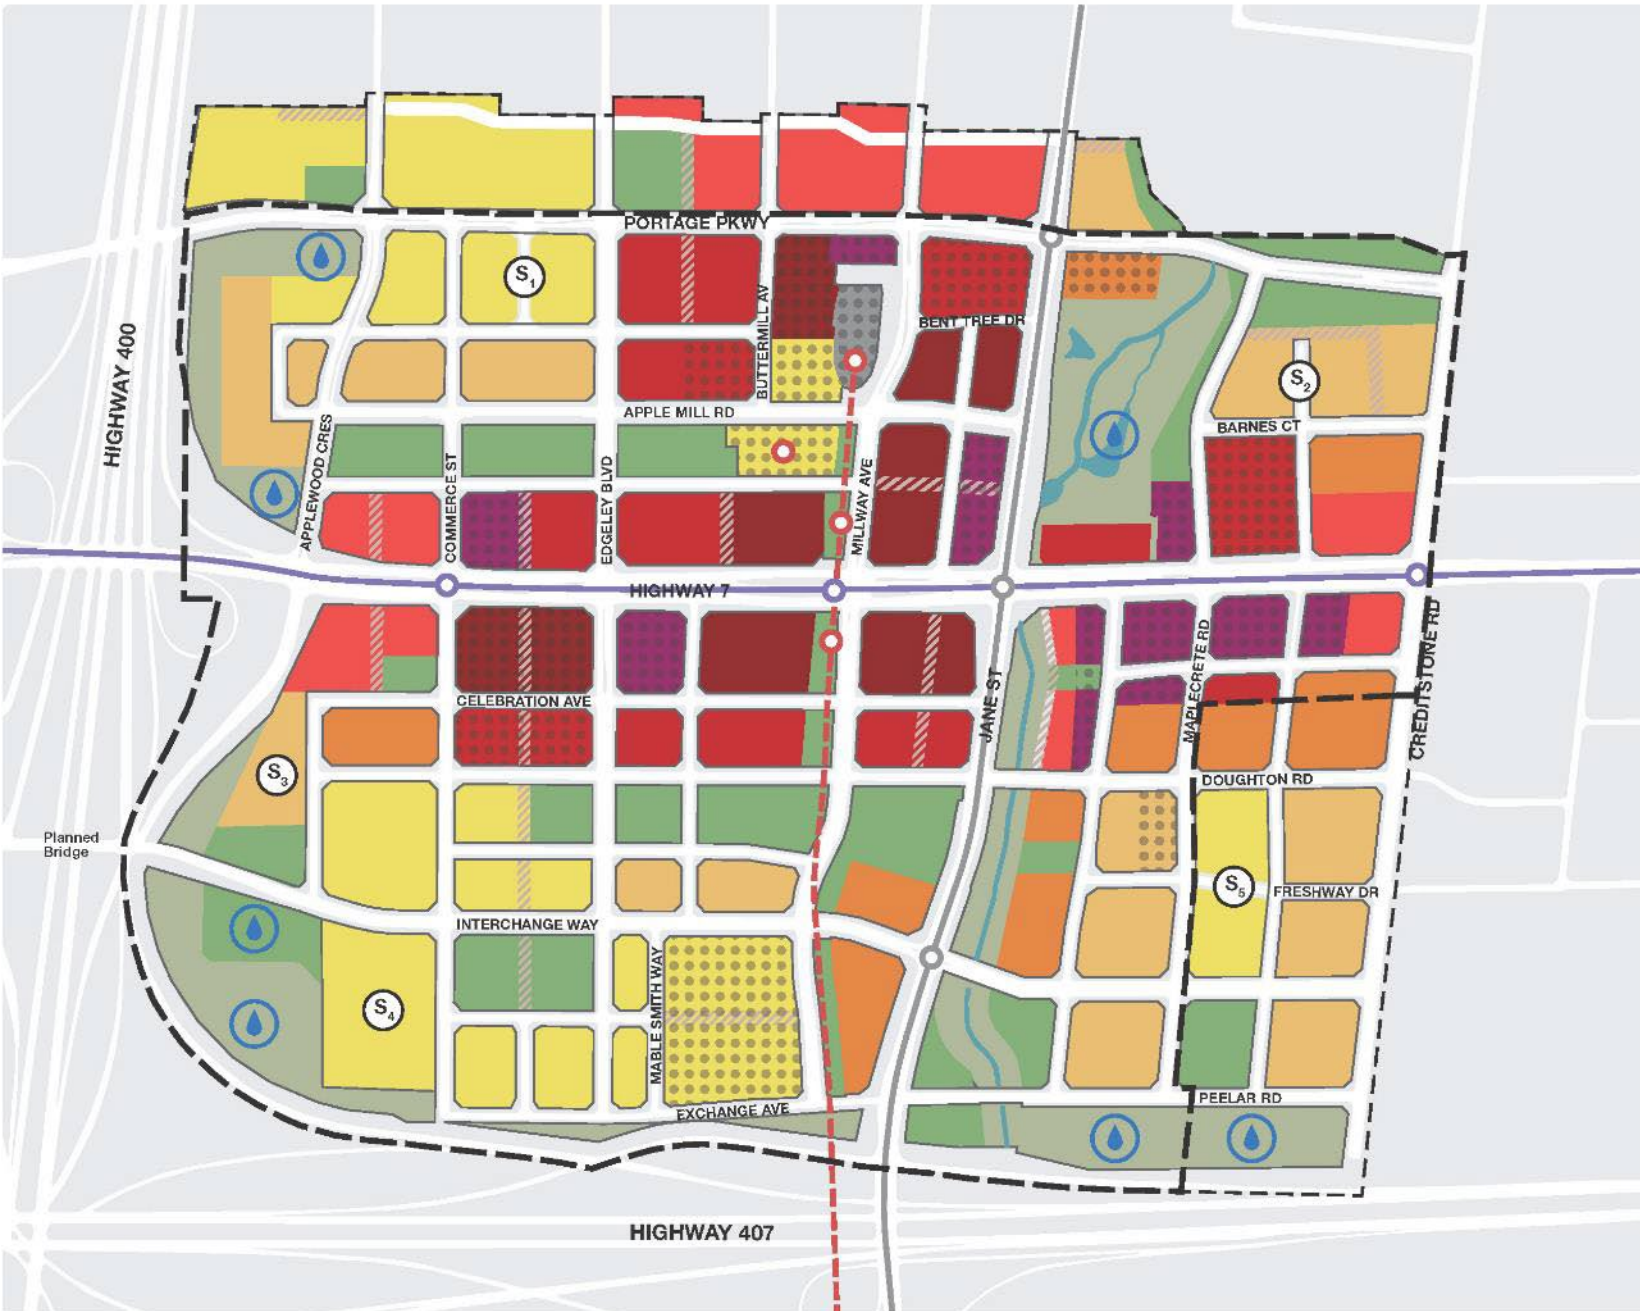 PORTAGE PKWY
S1
HIGHWAY 400
BUTTERMILL AV
BENT TREE DR
S2
APPLE MILL RD
BARNES CT
APPLEWOOD CRES
COMMERCE ST
EDGELEY BLVD
MILLWAY AVE
HIGHWAY 7
CREDITSTONE RD
MAPLECRETE RD
JANE ST
CELEBRATION AVE
S3
DOUGHTON RD
Planned
Bridge
S5
FRESHWAY DR
INTERCHANGE WAY
MABLE SMITH WAY
S4
PEELAR RD
EXCHANGE AVE
HIGHWAY 407